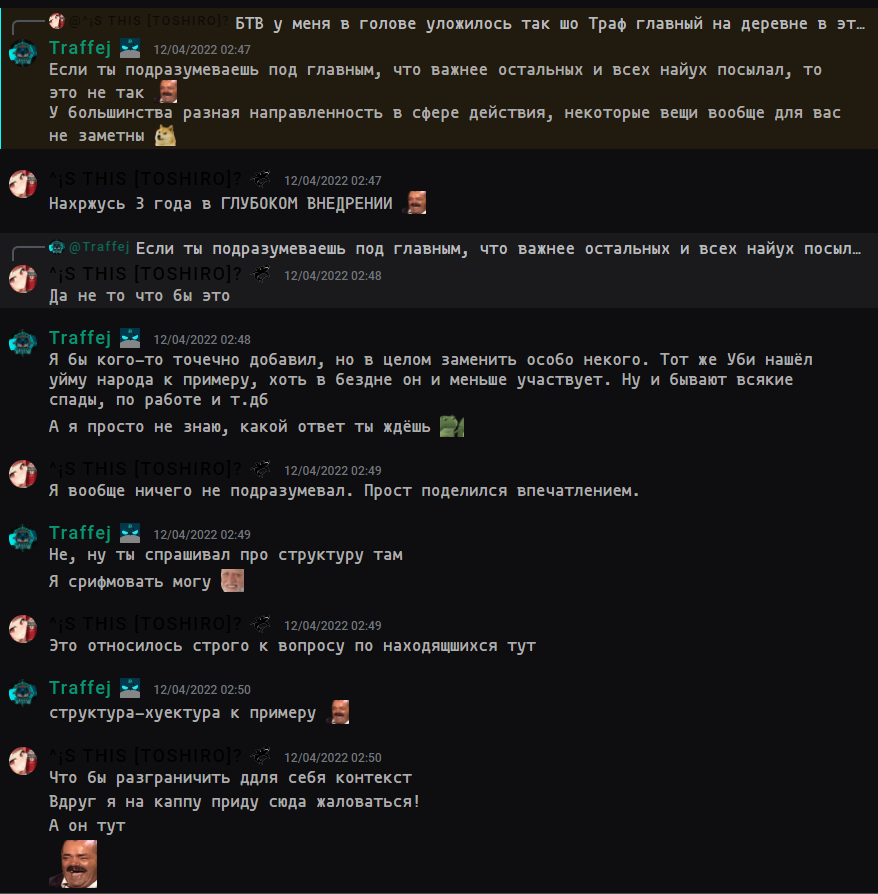 @^¡S THIS [TOSHIRO]? БТВ у меня в голове уложилось так шо Траф главный на деревне в эт…
Traffej 12/04/2022 02:47
Если ты подразумеваешь под главным, что важнее остальных и всех найух посылал, то
это не так
У большинства разная направленность в сфере действия, некоторые вещи вообще для вас
не заметны
^¡S THIS [TOSHIRO]? 12/04/2022 02:47
Нахржусь 3 года в ГЛУБОКОМ ВНЕДРЕНИИ
@Traffej Если ты подразумеваешь под главным, что важнее остальных и всех найух посыл…
^¡S THIS [TOSHIRO]? 12/04/2022 02:48
Да не то что бы это
Traffej 12/04/2022 02:48
Я бы кого-то точечно добавил, но в целом заменить особо некого. Тот же Уби нашёл
уйму народа к примеру, хоть в бездне он и меньше участвует. Ну и бывают всякие
спады, по работе и т.дб
А я просто не знаю, какой ответ ты ждёшь
^¡S THIS [TOSHIRO]? 12/04/2022 02:49
Я вообще ничего не подразумевал. Прост поделился впечатлением.
Traffej 12/04/2022 02:49
Не, ну ты спрашивал про структуру там
Я срифмовать могу
^¡S THIS [TOSHIRO]? 12/04/2022 02:49
Это относилось строго к вопросу по находящшихся тут
Traffej 12/04/2022 02:50
структура-хуектура к примеру
^¡S THIS [TOSHIRO]? 12/04/2022 02:50
Что бы разграничить ддля себя контекст
Вдруг я на каппу приду сюда жаловаться!
А он тут